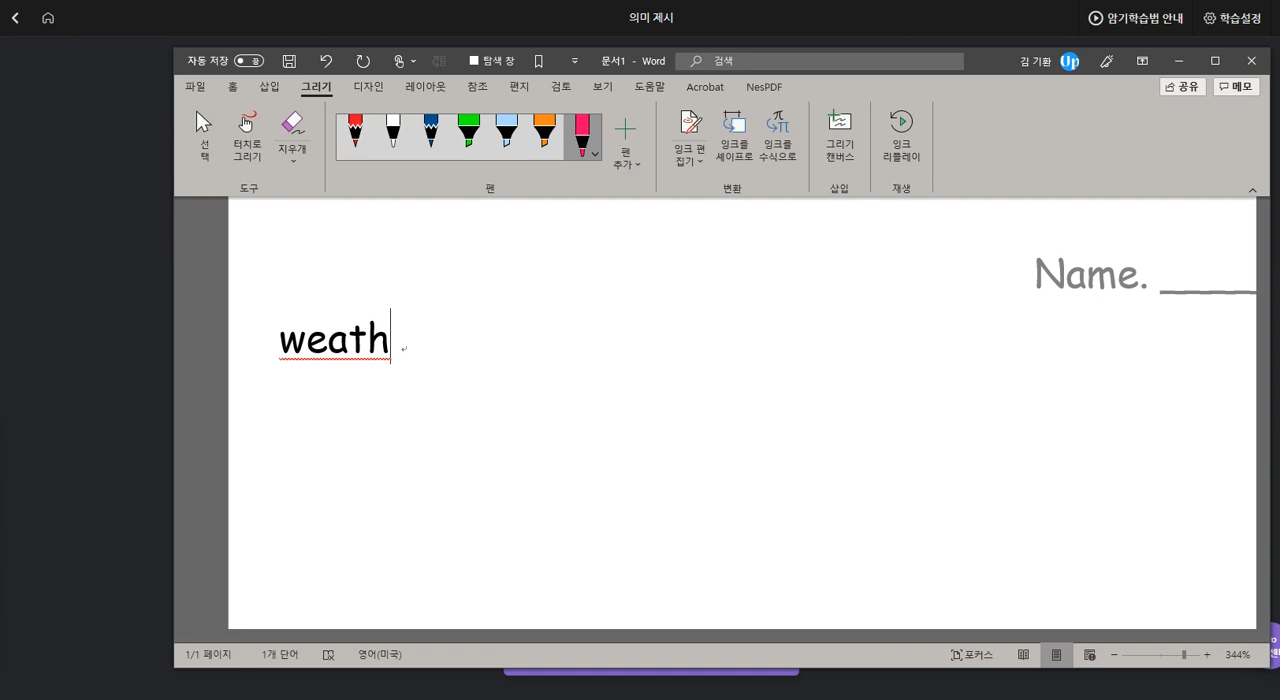 의미 제시
암기학습법 안내
학습설정
자동 저장 끔
탐색 창
문서1 - Word
검색
김 기환
Up
파일 홈 삽입 그리기 디자인 레이아웃 참조 편지 검토 보기 도움말 Acrobat NesPDF
공유
메모
선택
터치로 그리기
지우개
펜 추가
잉크 편집기
잉크를 셰이프로
잉크를 수식으로
그리기 캔버스
잉크 리플레이
도구 펜 변환 삽입 재생
Name. ______
weath
1/1 페이지 1개 단어 영어(미국)
포커스
344%